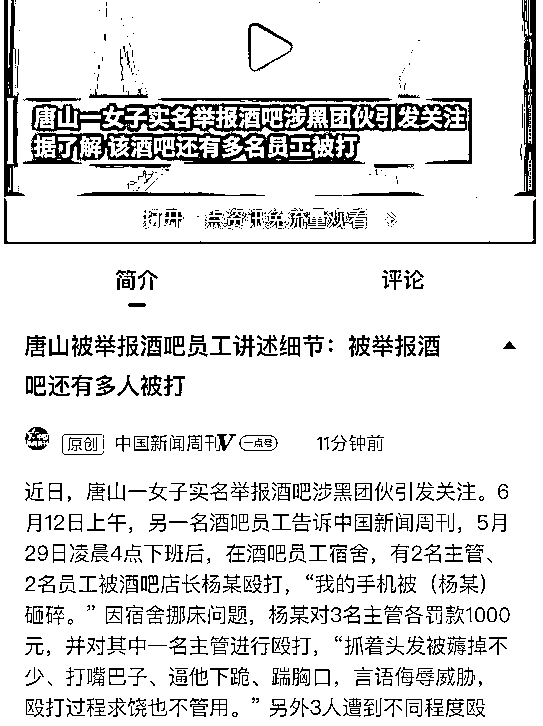 唐山一女子实名举报酒吧涉黑团伙引发关注
据了解 该酒吧还有多名员工被打
打开一点资讯免流量观看
简介
评论
唐山被举报酒吧员工讲述细节：被举报酒
吧还有多人被打
原创 中国新闻周刊 V 一点号 11分钟前
近日，唐山一女子实名举报酒吧涉黑团伙引发关注。6
月12日上午，另一名酒吧员工告诉中国新闻周刊，5月
29日凌晨4点下班后，在酒吧员工宿舍，有2名主管、
2名员工被酒吧店长杨某殴打，“我的手机被（杨某）
砸碎。”因宿舍挪床问题，杨某对3名主管各罚款1000
元，并对其中一名主管进行殴打，“抓着头发被薅掉不
少、打嘴巴子、逼他下跪、踹胸口，言语侮辱威胁，
殴打过程求饶也不管用。”另外3人遭到不同程度殴